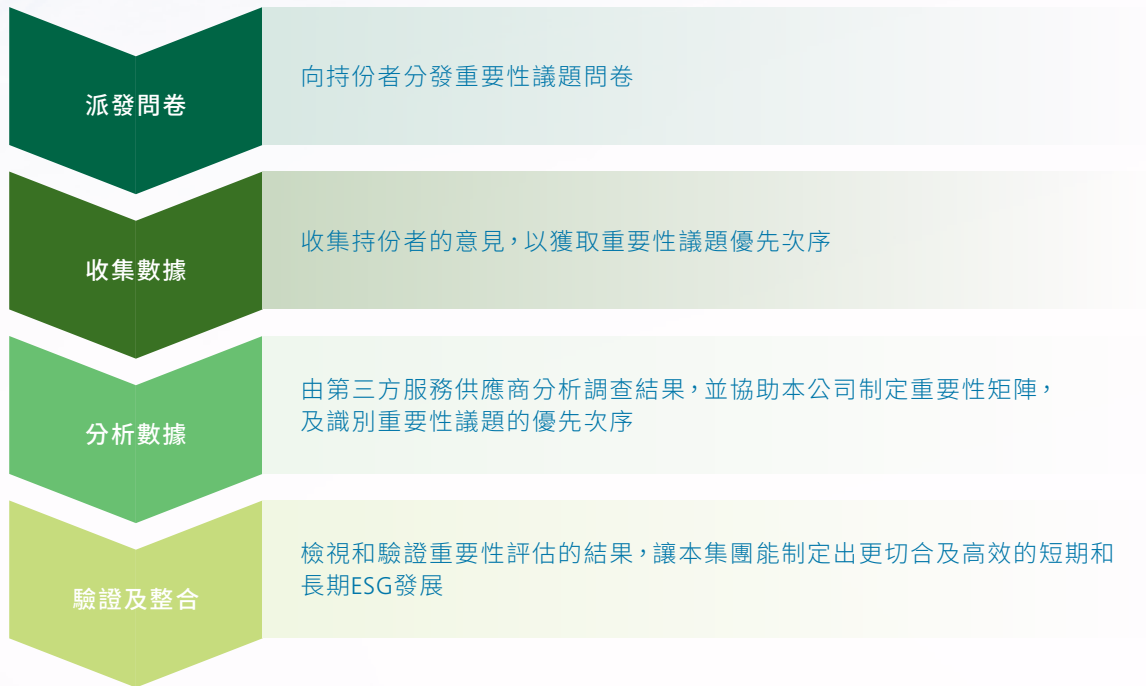 派發問卷
向持份者分發重要性議題問卷
收集數據
收集持份者的意見，以獲取重要性議題優先次序
分析數據
由第三方服務供應商分析調查結果，並協助本公司制定重要性矩陣，
及識別重要性議題的優先次序
驗證及整合
檢視和驗證重要性評估的結果，讓本集團能制定出更切合及高效的短期和
長期ESG發展